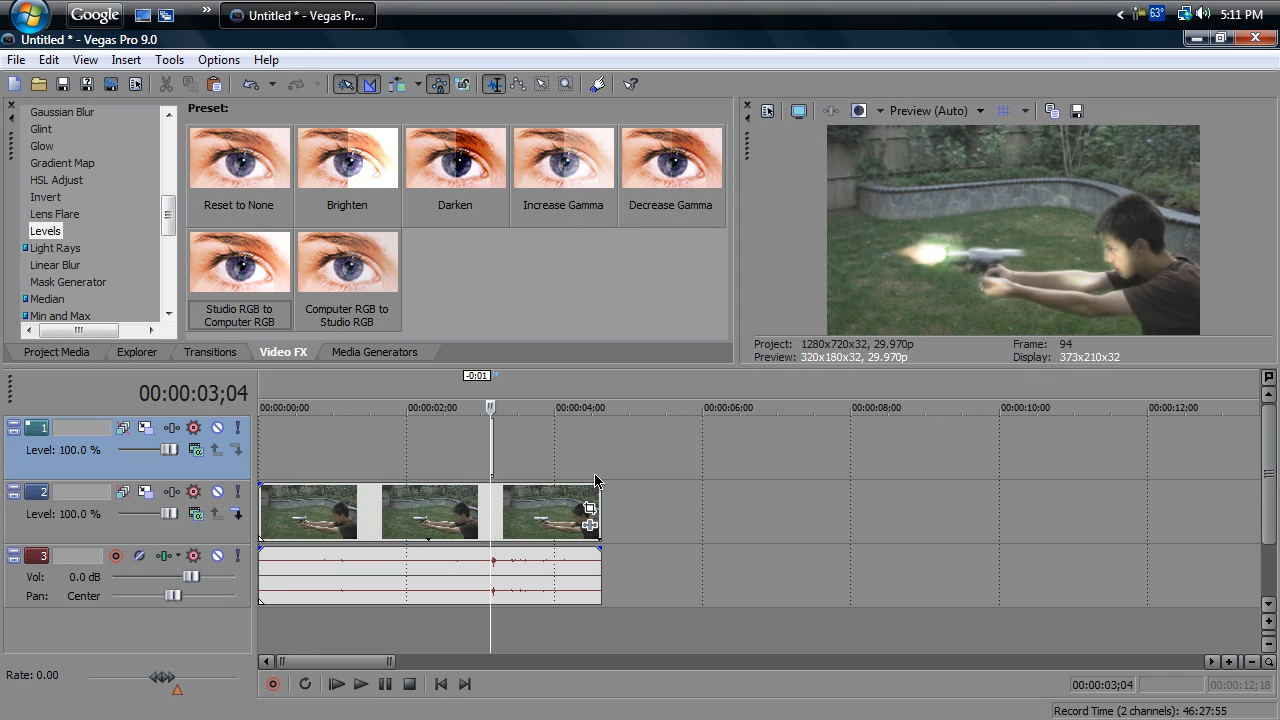 Google
»
Untitled * - Vegas Pr...
63°
5:11 PM
Untitled * - Vegas Pro 9.0
File Edit View Insert Tools Options Help
Gaussian Blur
Glint
Glow
Gradient Map
HSL Adjust
Invert
Lens Flare
Levels
Light Rays
Linear Blur
Mask Generator
Median
Min and Max
Preset:
Reset to None
Brighten
Darken
Increase Gamma
Decrease Gamma
Studio RGB to
Computer RGB
Computer RGB to
Studio RGB
Project Media Explorer Transitions Video FX Media Generators
Preview (Auto)
Project: 1280x720x32, 29.970p Frame: 94
Preview: 320x180x32, 29.970p Display: 373x210x32
00:00:03;04
-0:01
00:00:00;00 00:00:02;00 00:00:04;00 00:00:06;00 00:00:08;00 00:00:10;00 00:00:12;00
1
Level: 100.0 %
2
Level: 100.0 %
3
Vol: 0.0 dB
Pan: Center
Rate: 0.00
00:00:03;04
00:00:12;18
Record Time (2 channels): 46:27:55